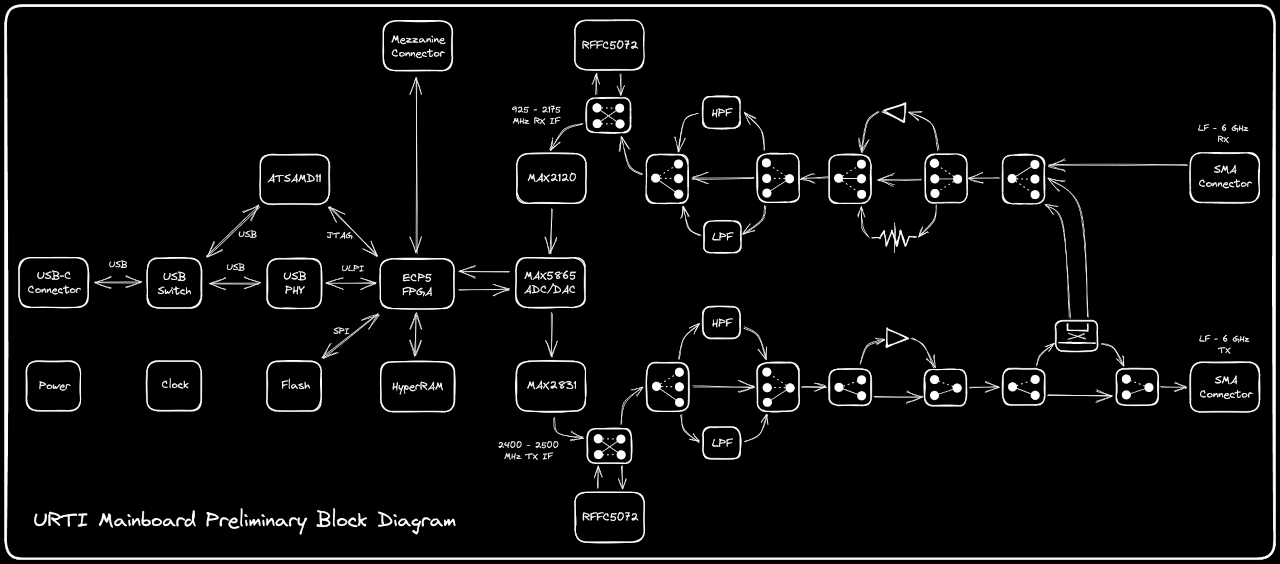 Mezzanine
Connector
RFFC5072
925 - 2175
MHz RX IF
HPF
LF - 6 GHz
RX
SMA
Connector
ATSAMD11
MAX2120
LPF
USB
JTAG
USB-C
Connector
USB
USB
Switch
USB
USB
PHY
ULPI
ECP5
FPGA
MAX5865
ADC/DAC
SPI
HPF
LF - 6 GHz
TX
SMA
Connector
Power
Clock
Flash
HyperRAM
MAX2831
LPF
2400 - 2500
MHz TX IF
RFFC5072
URTI Mainboard Preliminary Block Diagram